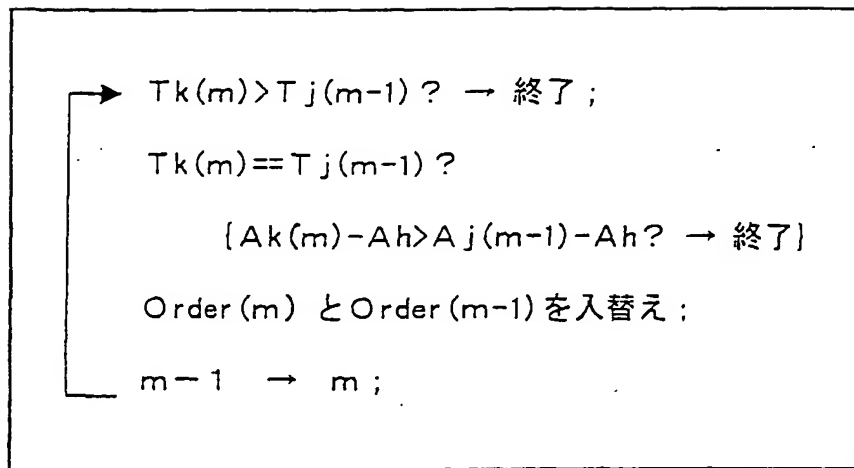 Tk(m)>Tj(m-1)? → 終了;
Tk(m)==Tj(m-1)?
{Ak(m)-Ah>Aj(m-1)-Ah? → 終了}
Order(m) とOrder(m-1)を入替え;
m-1 → m;